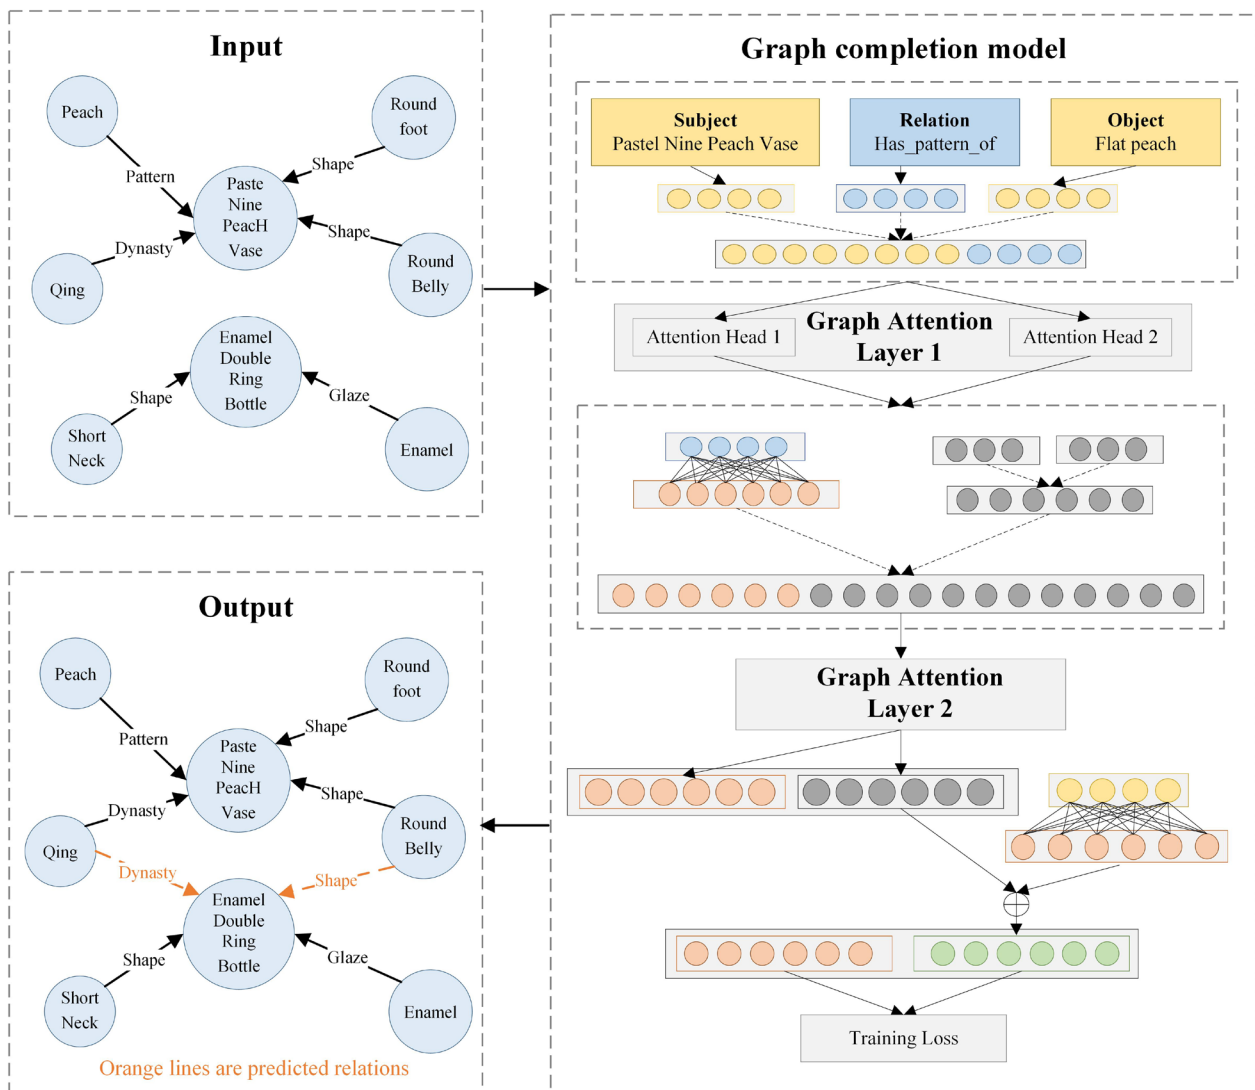 Input
Peach
Round
foot
Pattern
Shape
Paste
Nine
PeacH
Vase
Dynasty
Shape
Qing
Round
Belly
Enamel
Double
Ring
Bottle
Shape
Glaze
Short
Neck
Enamel
Output
Peach
Round
foot
Pattern
Shape
Paste
Nine
PeacH
Vase
Dynasty
Shape
Qing
Round
Belly
Dynasty
Shape
Enamel
Double
Ring
Bottle
Shape
Glaze
Short
Neck
Enamel
Orange lines are predicted relations
Graph completion model
Subject
Pastel Nine Peach Vase
Relation
Has_pattern_of
Object
Flat peach
Graph Attention
Layer 1
Attention Head 1
Attention Head 2
Graph Attention
Layer 2
Training Loss